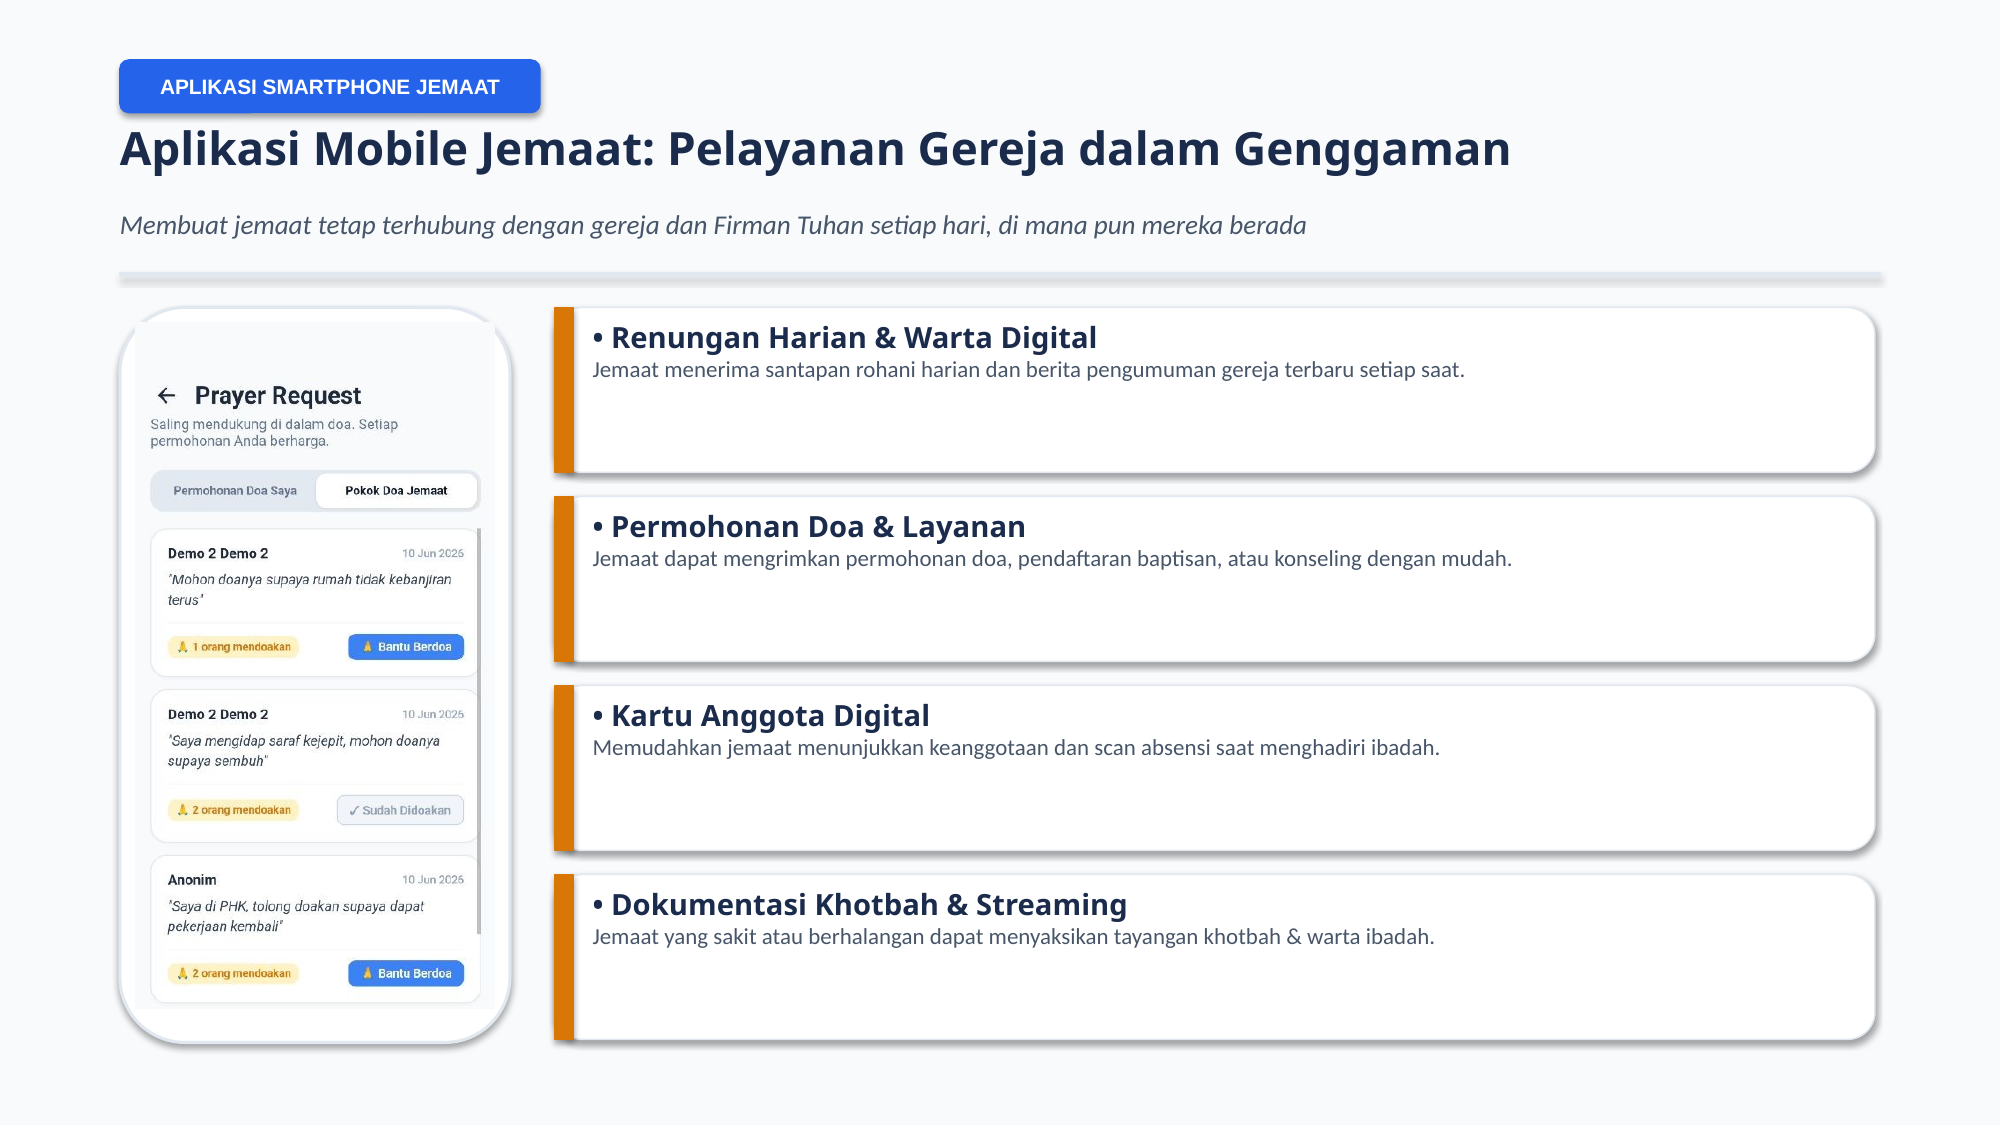 APLIKASI SMARTPHONE JEMAAT
Aplikasi Mobile Jemaat: Pelayanan Gereja dalam Genggaman
Membuat jemaat tetap terhubung dengan gereja dan Firman Tuhan setiap hari, di mana pun mereka berada
← Prayer Request
Saling mendukung di dalam doa. Setiap
permohonan Anda berharga.
Permohonan Doa Saya
Pokok Doa Jemaat
Demo 2 Demo 2
10 Jun 2026
"Mohon doanya supaya rumah tidak kebanjiran
terus"
🙏 1 orang mendoakan
🙏 Bantu Berdoa
Demo 2 Demo 2
10 Jun 2026
"Saya mengidap saraf kejepit, mohon doanya
supaya sembuh"
🙏 2 orang mendoakan
✓ Sudah Didoakan
Anonim
10 Jun 2026
"Saya di PHK, tolong doakan supaya dapat
pekerjaan kembali"
🙏 2 orang mendoakan
🙏 Bantu Berdoa
• Renungan Harian & Warta Digital
Jemaat menerima santapan rohani harian dan berita pengumuman gereja terbaru setiap saat.
• Permohonan Doa & Layanan
Jemaat dapat mengrimkan permohonan doa, pendaftaran baptisan, atau konseling dengan mudah.
• Kartu Anggota Digital
Memudahkan jemaat menunjukkan keanggotaan dan scan absensi saat menghadiri ibadah.
• Dokumentasi Khotbah & Streaming
Jemaat yang sakit atau berhalangan dapat menyaksikan tayangan khotbah & warta ibadah.